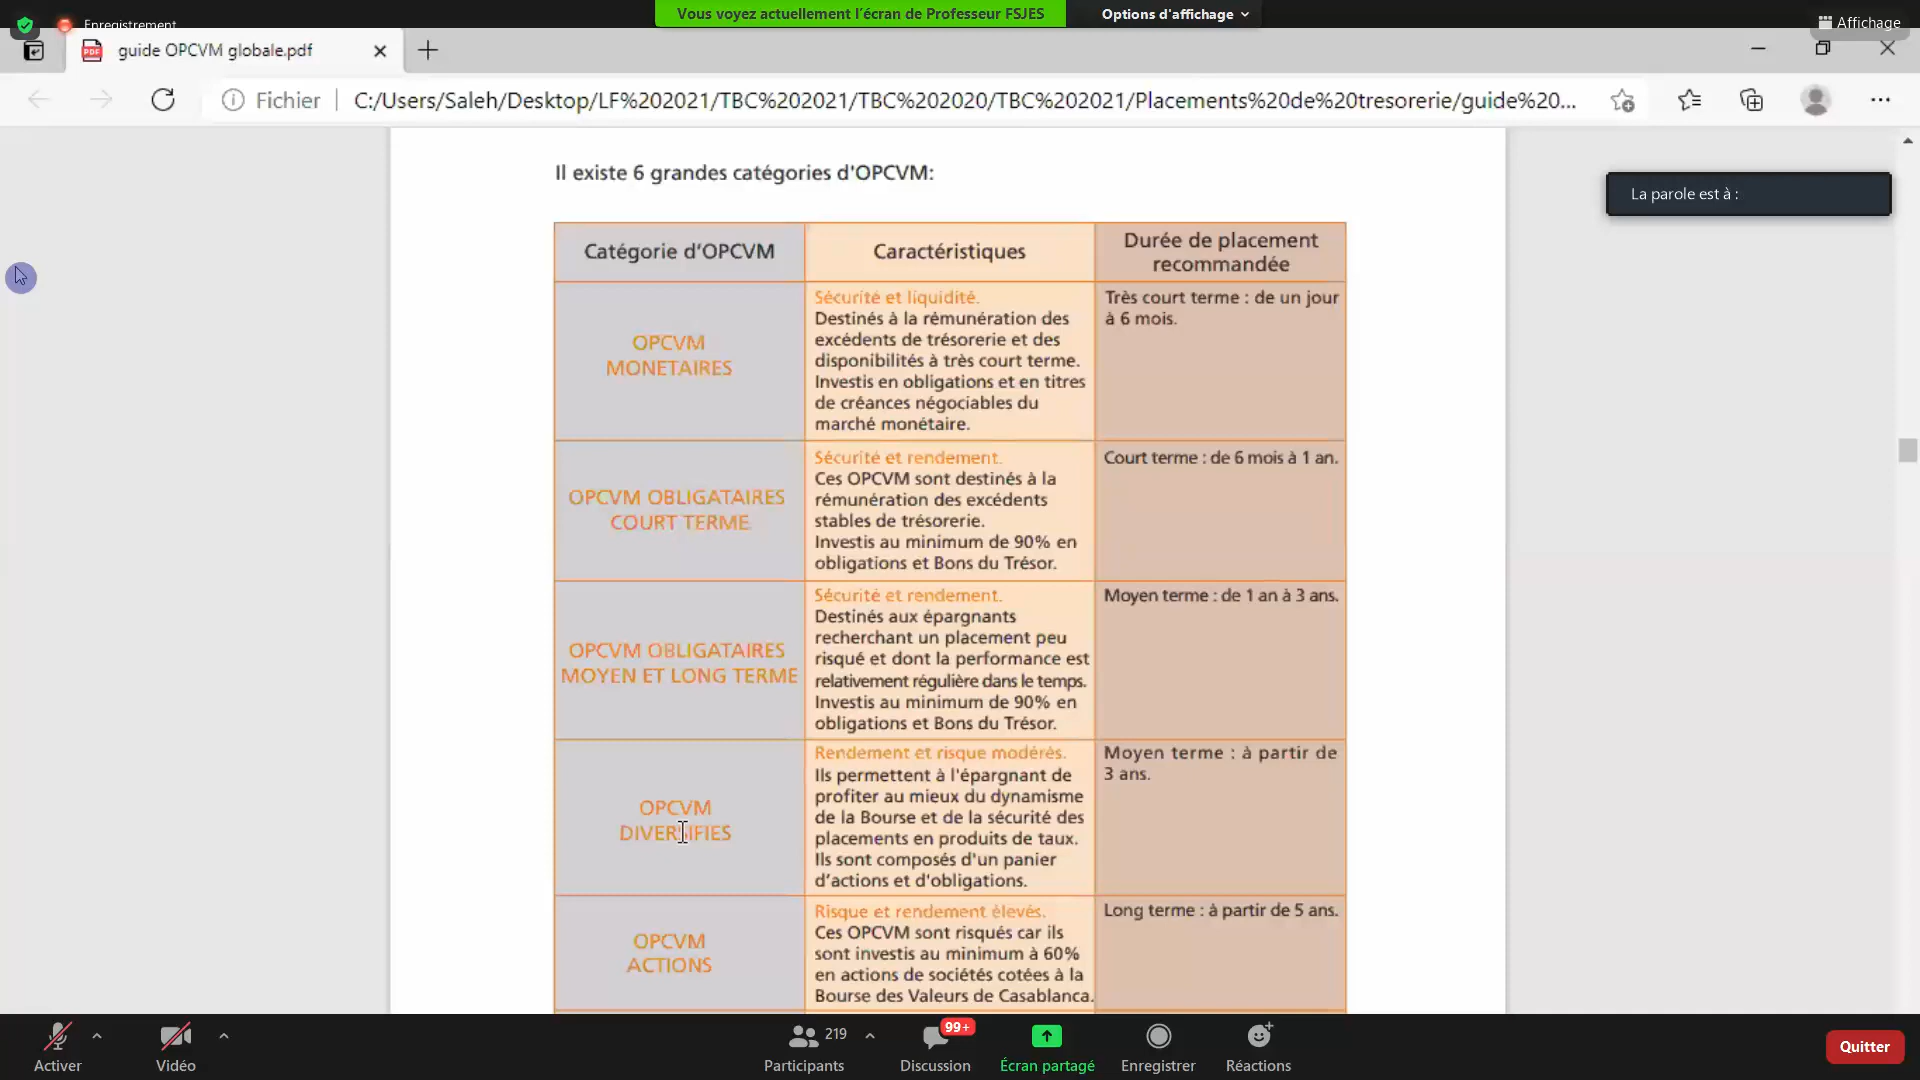 Enregistrement
Vous voyez actuellement l'écran de Professeur FSJES
Options d'affichage
Affichage
guide OPCVM globale.pdf
Fichier
C:/Users/Saleh/Desktop/LF%202021/TBC%202021/TBC%202020/TBC%202021/Placements%20de%20tresorerie/guide%20...
La parole est à :
Il existe 6 grandes catégories d'OPCVM:
Catégorie d'OPCVM
Caractéristiques
Durée de placement
recommandée
OPCVM
MONETAIRES
Sécurité et liquidité.
Destinés à la rémunération des
excédents de trésorerie et des
disponibilités à très court terme.
Investis en obligations et en titres
de créances négociables du
marché monétaire.
Très court terme : de un jour
à 6 mois.
OPCVM OBLIGATAIRES
COURT TERME
Sécurité et rendement.
Ces OPCVM sont destinés à la
rémunération des excédents
stables de trésorerie.
Investis au minimum de 90% en
obligations et Bons du Trésor.
Court terme : de 6 mois à 1 an.
OPCVM OBLIGATAIRES
MOYEN ET LONG TERME
Sécurité et rendement.
Destinés aux épargnants
recherchant un placement peu
risqué et dont la performance est
relativement régulière dans le temps.
Investis au minimum de 90% en
obligations et Bons du Trésor.
Moyen terme : de 1 an à 3 ans.
OPCVM
DIVERSIFIES
Rendement et risque modérés.
Ils permettent à l'épargnant de
profiter au mieux du dynamisme
de la Bourse et de la sécurité des
placements en produits de taux.
Ils sont composés d'un panier
d'actions et d'obligations.
Moyen terme : à partir de
3 ans.
OPCVM
ACTIONS
Risque et rendement élevés.
Ces OPCVM sont risqués car ils
sont investis au minimum à 60%
en actions de sociétés cotées à la
Bourse des Valeurs de Casablanca.
Long terme : à partir de 5 ans.
Activer
Vidéo
219
Participants
99+
Discussion
Écran partagé
Enregistrer
Réactions
Quitter